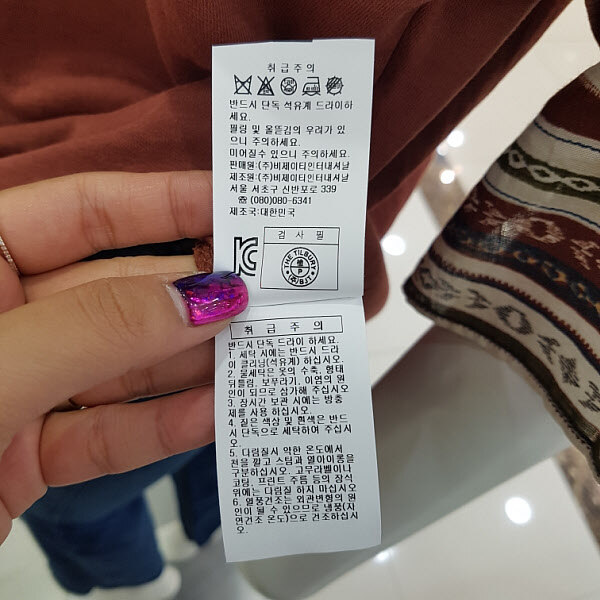 취급주의
반드시 단독 석유계 드라이하
세요.
필링 및 올뜯김의 우려가 있
으니 주의하세요.
미어질수 있으니 주의하세요.
판매원:(주)비제이티인터내셔날
제조원:(주)비제이티인터내셔날
서울 서초구 신반포로 339
☎ (080)080-6341
제조국:대한민국
검사필
THE TILBURY
취급주의
반드시 단독 드라이 하세요.
1. 세탁 시에는 반드시 드라
이 클리닝(석유계) 하십시오.
2. 물세탁은 옷의 수축, 형태
뒤틀림, 보푸라기, 이염의 원
인이 되므로 삼가해 주십시오
3. 장시간 보관 시에는 방충
제를 사용 하십시오.
4. 짙은 색상 및 흰색은 반드
시 단독으로 세탁하여 주십시
오.
5. 다림질시 약한 온도에서
천을 깔고 스팀과 열아이롱을
구분하십시오. 고무라벨이나
코팅, 프린트 주름 등의 장식
위에는 다림질 하지 마십시오
6. 열풍건조는 외관변형의 원
인이 될 수 있으므로 냉풍(자
연건조 온도)으로 건조하십시
오.